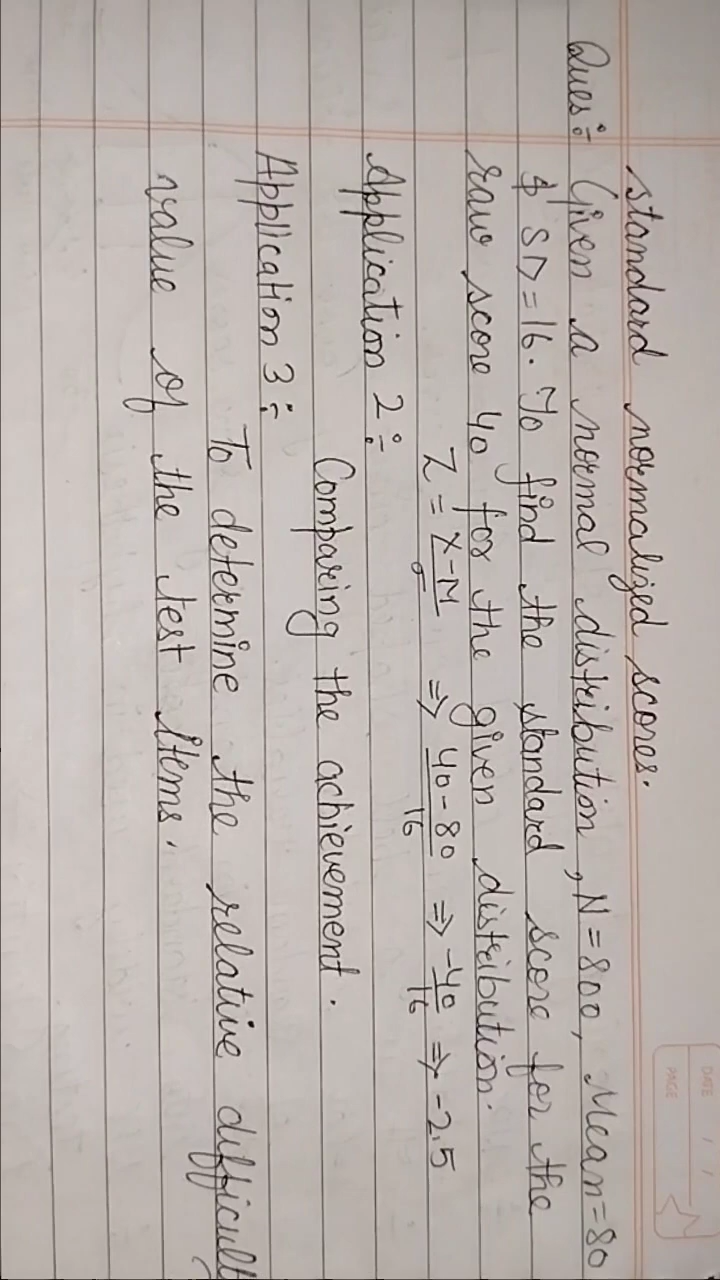 DATE / /
PAGE
standard normalized scores.
Ques:- Given a normal distribution, N=800, Mean=80
& SD=16. To find the standard score for the
raw score 40 for the given distribution.
Z = X-M/σ ⇒ 40-80/16 ⇒ -40/16 ⇒ -2.5
Application 2:-
Comparing the achievement.
Application 3:-
To determine the relative difficult
value of the test items.